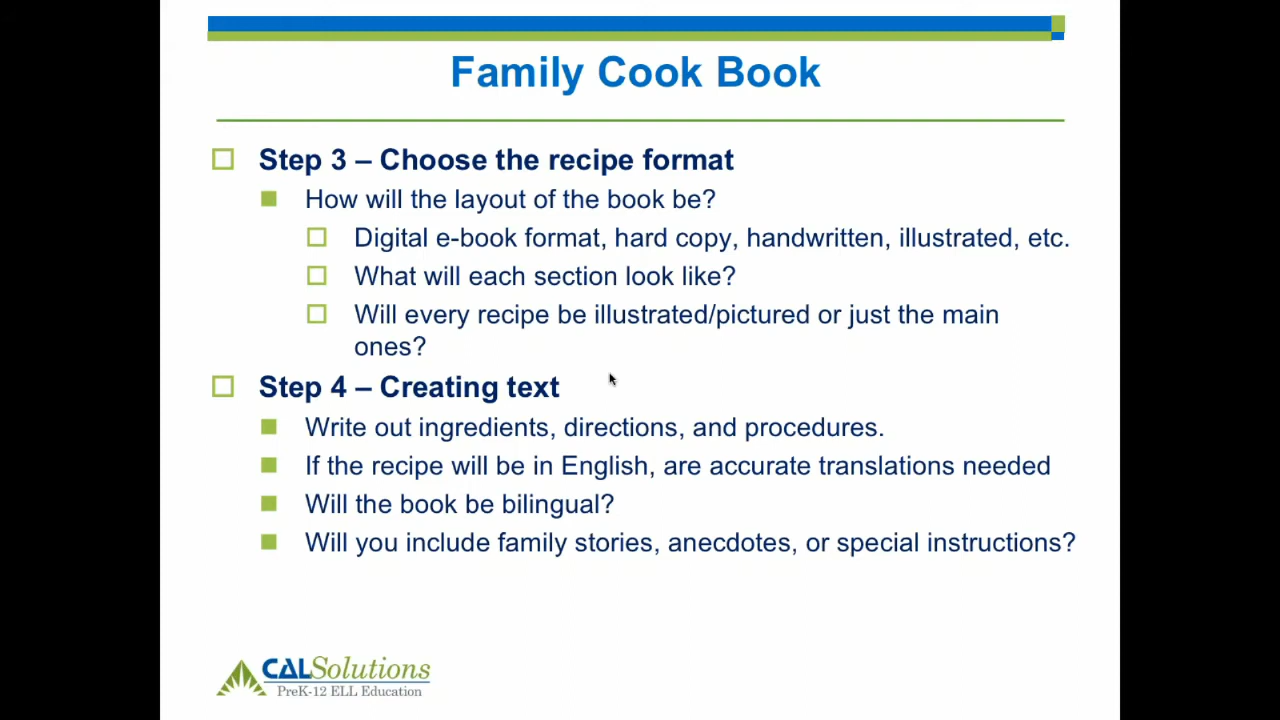 Family Cook Book
Step 3 – Choose the recipe format
How will the layout of the book be?
Digital e-book format, hard copy, handwritten, illustrated, etc.
What will each section look like?
Will every recipe be illustrated/pictured or just the main
ones?
Step 4 – Creating text
Write out ingredients, directions, and procedures.
If the recipe will be in English, are accurate translations needed
Will the book be bilingual?
Will you include family stories, anecdotes, or special instructions?
CALSolutions
PreK-12 ELL Education